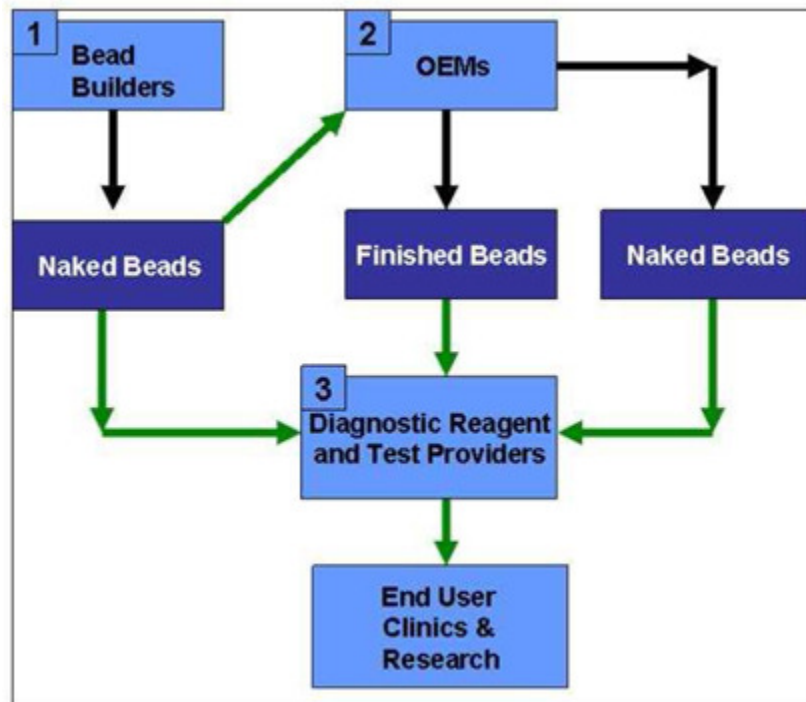 1
Bead
Builders
2
OEMs
Naked Beads
Finished Beads
Naked Beads
3
Diagnostic Reagent
and Test Providers
End User
Clinics &
Research